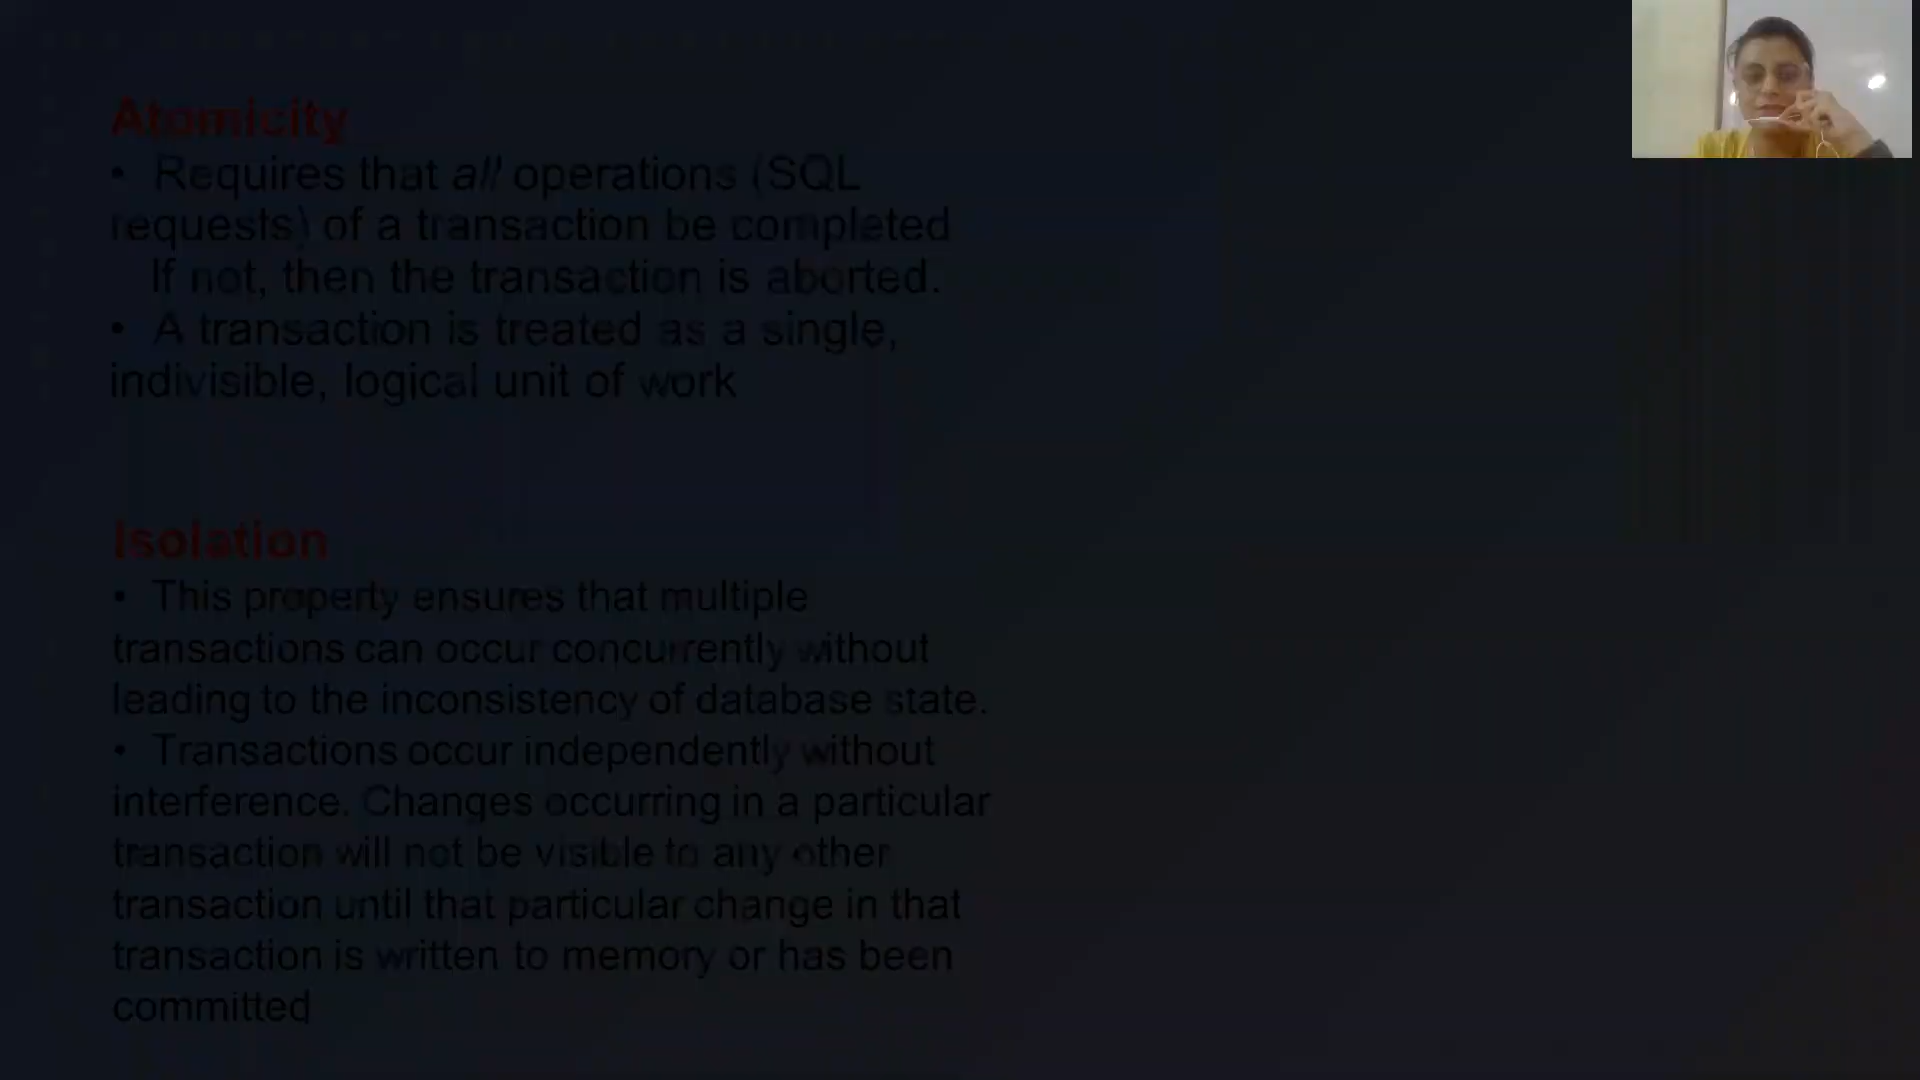 Atomicity
• Requires that all operations (SQL
requests) of a transaction be completed
If not, then the transaction is aborted.
• A transaction is treated as a single,
indivisible, logical unit of work
Isolation
• This property ensures that multiple
transactions can occur concurrently without
leading to the inconsistency of database state.
• Transactions occur independently without
interference. Changes occurring in a particular
transaction will not be visible to any other
transaction until that particular change in that
transaction is written to memory or has been
committed